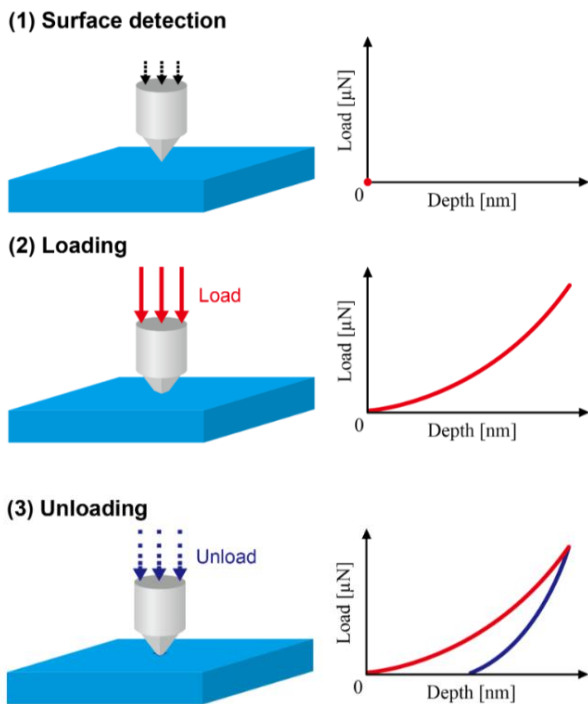 (1) Surface detection
Load [µN]
0
Depth [nm]
(2) Loading
Load
Load [µN]
0
Depth [nm]
(3) Unloading
Unload
Load [µN]
0
Depth [nm]